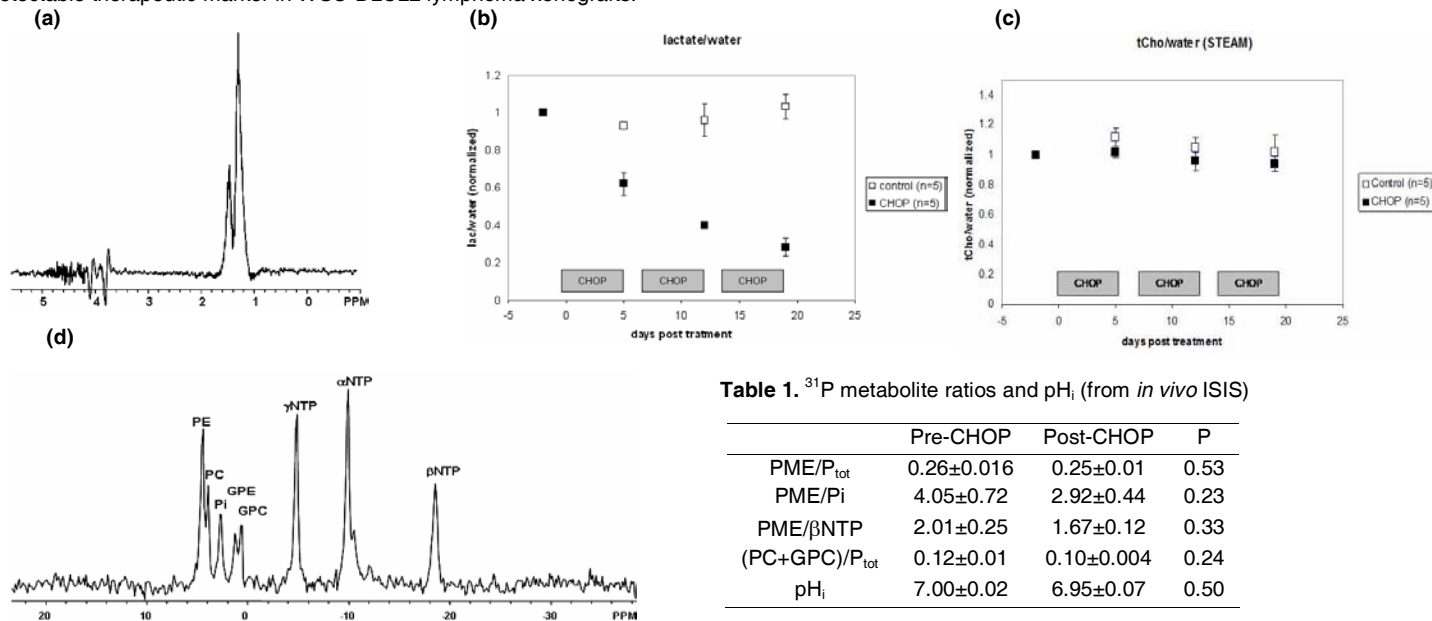 therapeutic marker in
lymphoma xenografts.
(a)
5 4 3 2 1 0 PPM
(b)
lactate/water
lac/water (normalized)
1.2
1
0.8
0.6
0.4
0.2
0
CHOP CHOP CHOP
-5 0 5 10 15 20 25
days post tratment
control (n=5)
CHOP (n=5)
(c)
tCho/water (STEAM)
tCho/water (normalized)
1.4
1.2
1
0.8
0.6
0.4
0.2
0
CHOP CHOP CHOP
-5 0 5 10 15 20 25
days post treatment
Control (n=5)
CHOP (n=5)
(d)
PE
PC
Pi
GPE
GPC
γNTP
αNTP
βNTP
20 10 0 -10 -20 -30 PPM
Table 1. ³¹P metabolite ratios and pHᵢ (from in vivo ISIS)
Pre-CHOP Post-CHOP P
PME/Pₜₒₜ 0.26±0.016 0.25±0.01 0.53
PME/Pi 4.05±0.72 2.92±0.44 0.23
PME/βNTP 2.01±0.25 1.67±0.12 0.33
(PC+GPC)/Pₜₒₜ 0.12±0.01 0.10±0.004 0.24
pHᵢ 7.00±0.02 6.95±0.07 0.50